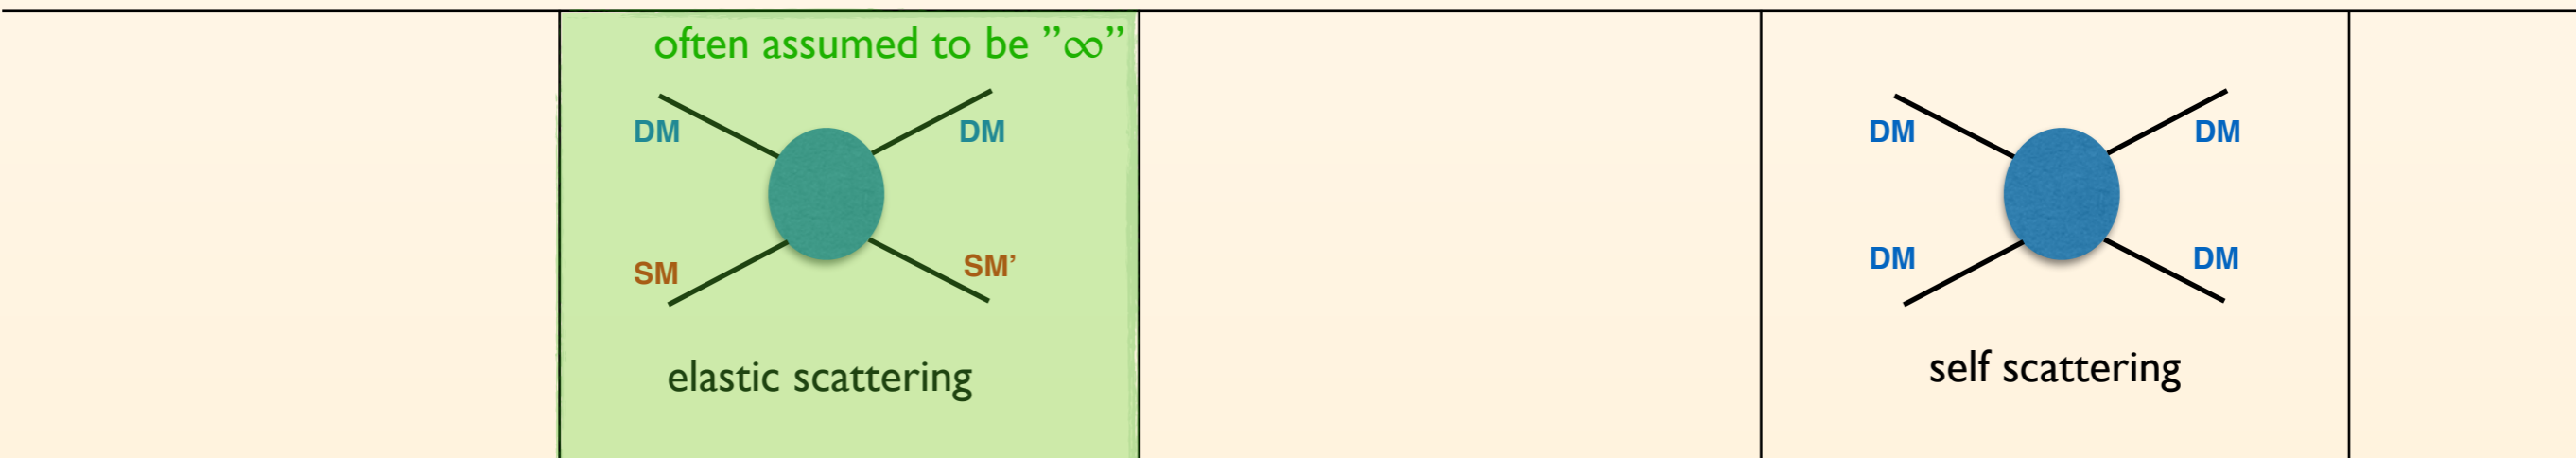 often assumed to be ”∞”
DM DM
SM SM’
elastic scattering
DM DM
DM DM
self scattering